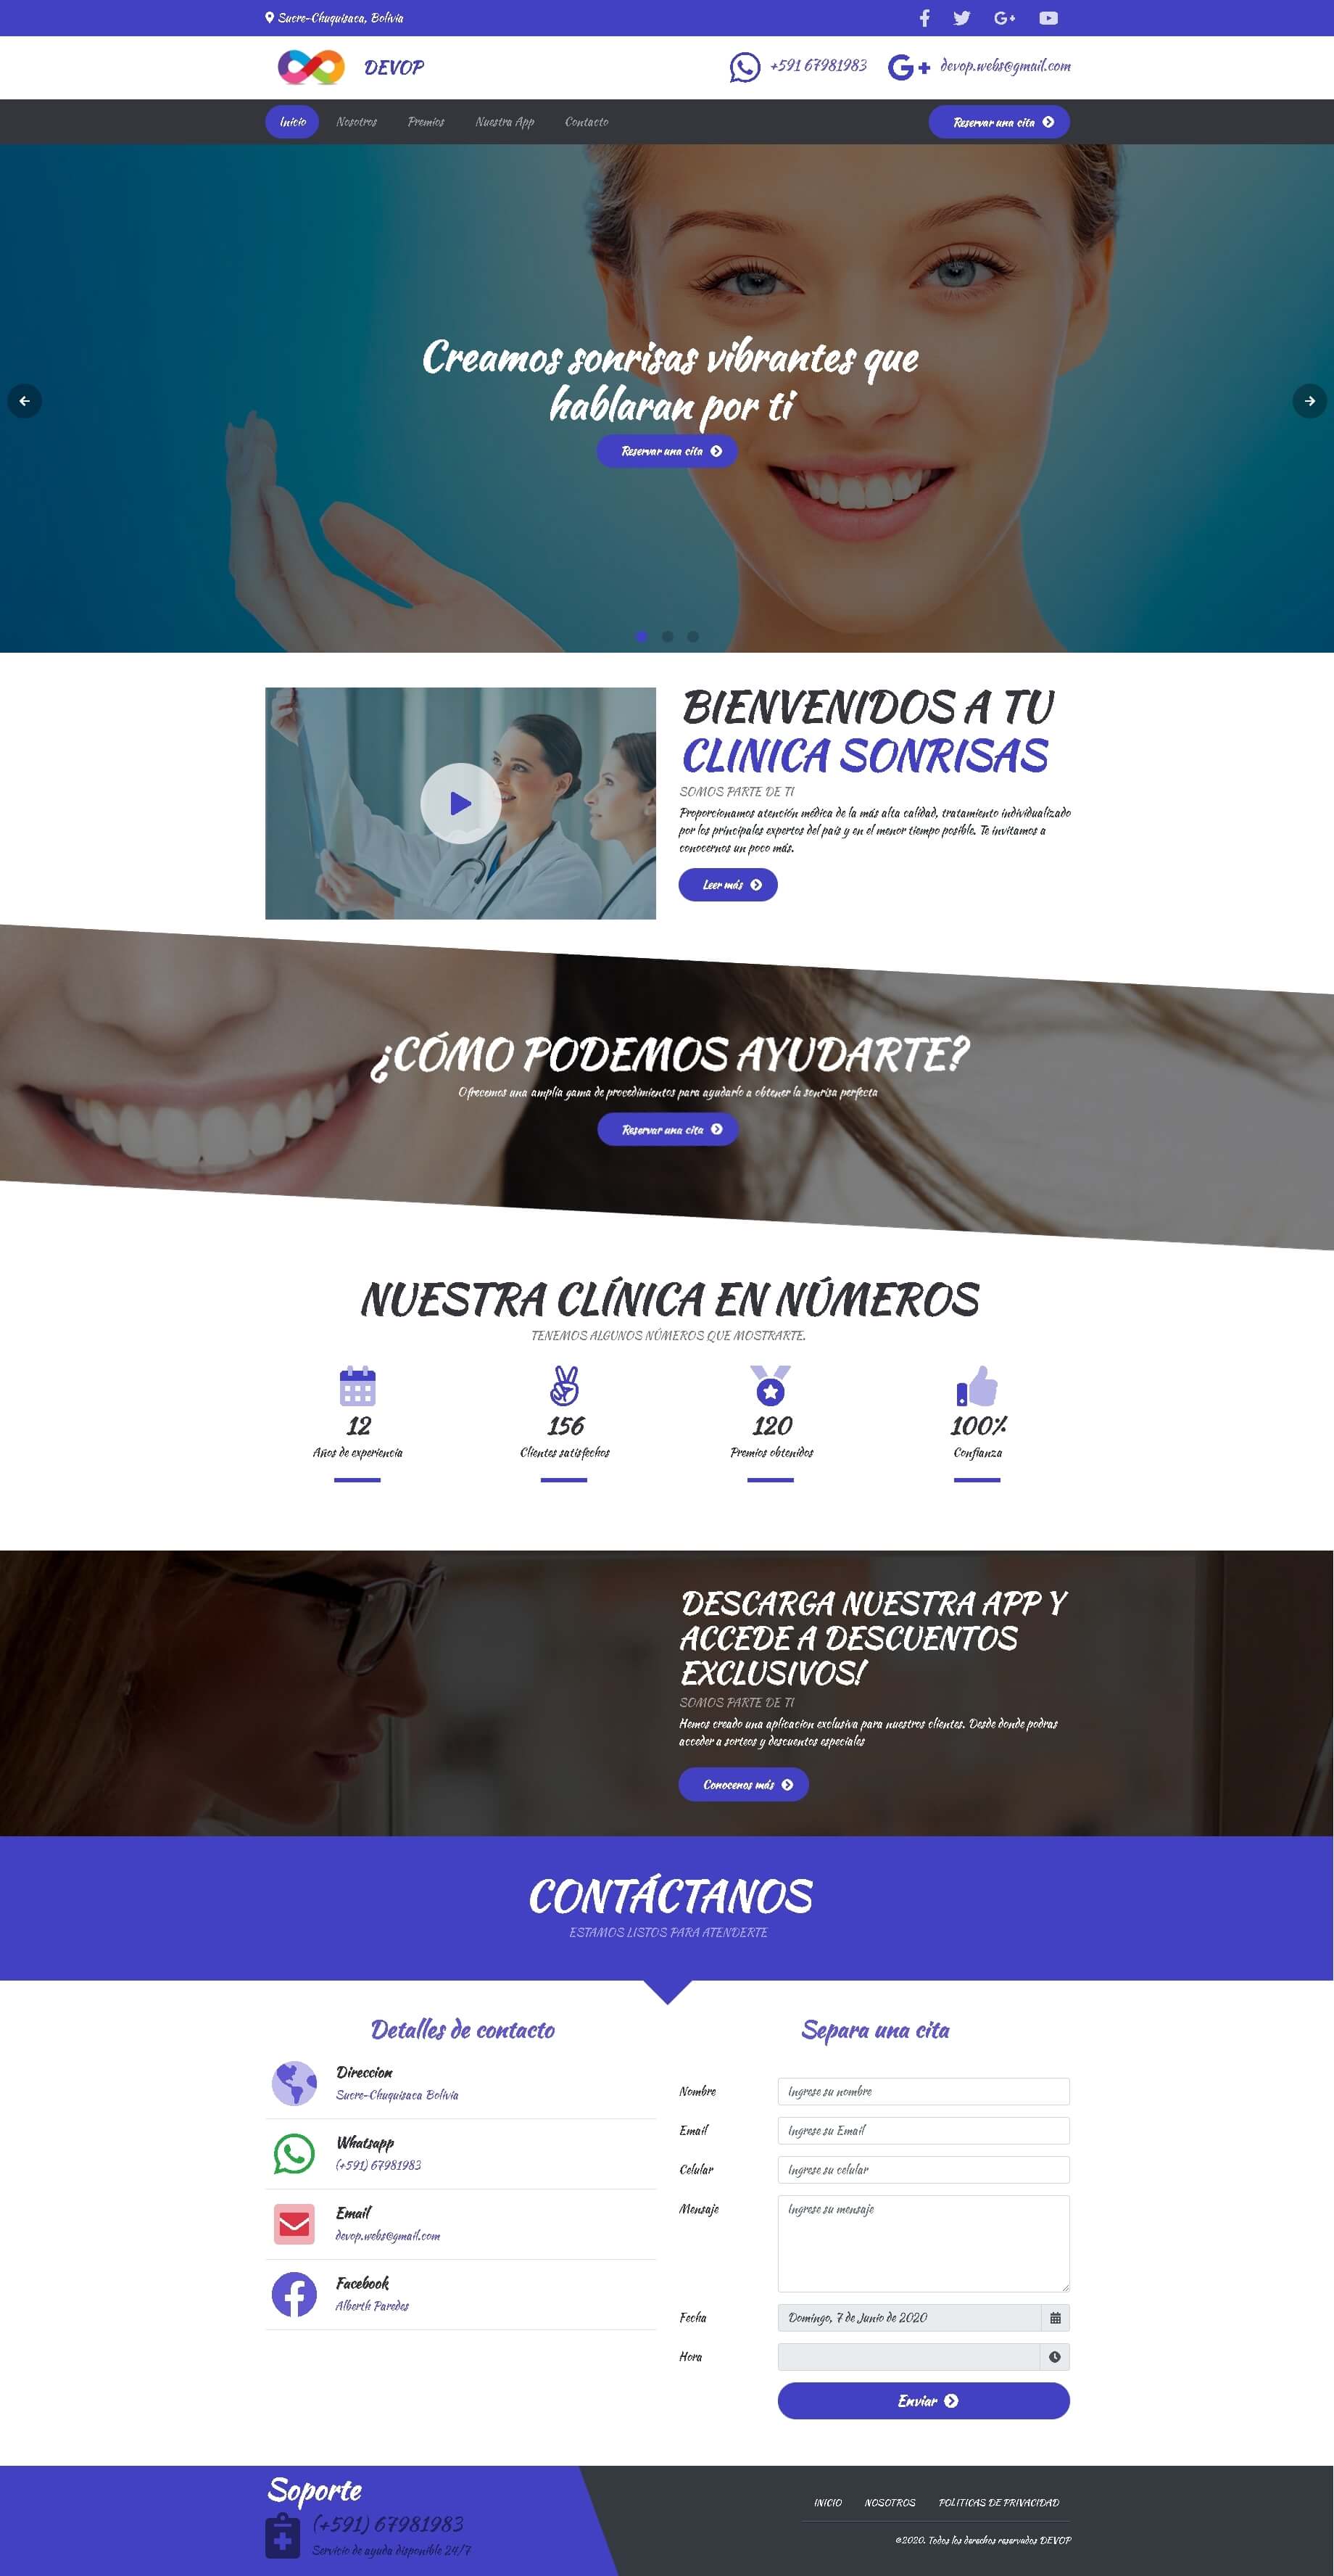 Sucre-Chuquisaca, Bolivia
DEVOP
+591 67981983
G+
devop.webs@gmail.com
Inicio
Nosotros
Premios
Nuestra App
Contacto
Reservar una cita
Creamos sonrisas vibrantes que
hablaran por ti
Reservar una cita
BIENVENIDOS A TU
CLINICA SONRISAS
SOMOS PARTE DE TI
Proporcionamos atención médica de la más alta calidad, tratamiento individualizado
por los principales expertos del país y en el menor tiempo posible. Te invitamos a
conocernos un poco más.
Leer más
¿CÓMO PODEMOS AYUDARTE?
Ofrecemos una amplia gama de procedimientos para ayudarlo a obtener la sonrisa perfecta
Reservar una cita
NUESTRA CLÍNICA EN NÚMEROS
TENEMOS ALGUNOS NÚMEROS QUE MOSTRARTE.
12
Años de experiencia
156
Clientes satisfechos
120
Premios obtenidos
100%
Confianza
DESCARGA NUESTRA APP Y
ACCEDE A DESCUENTOS
EXCLUSIVOS!
SOMOS PARTE DE TI
Hemos creado una aplicacion exclusiva para nuestros clientes. Desde donde podras
acceder a sorteos y descuentos especiales
Conocenos más
CONTÁCTANOS
ESTAMOS LISTOS PARA ATENDERTE
Detalles de contacto
Direccion
Sucre-Chuquisaca Bolivia
Whatsapp
(+591) 67981983
Email
devop.webs@gmail.com
Facebook
Alberth Paredes
Separa una cita
Nombre
Ingrese su nombre
Email
Ingrese su Email
Celular
Ingrese su celular
Mensaje
Ingrese su mensaje
Fecha
Domingo, 7 de Junio de 2020
Hora
Enviar
Soporte
(+591) 67981983
Servicio de ayuda disponible 24/7
INICIO
NOSOTROS
POLITICAS DE PRIVACIDAD
©2020. Todos los derechos reservados DEVOP